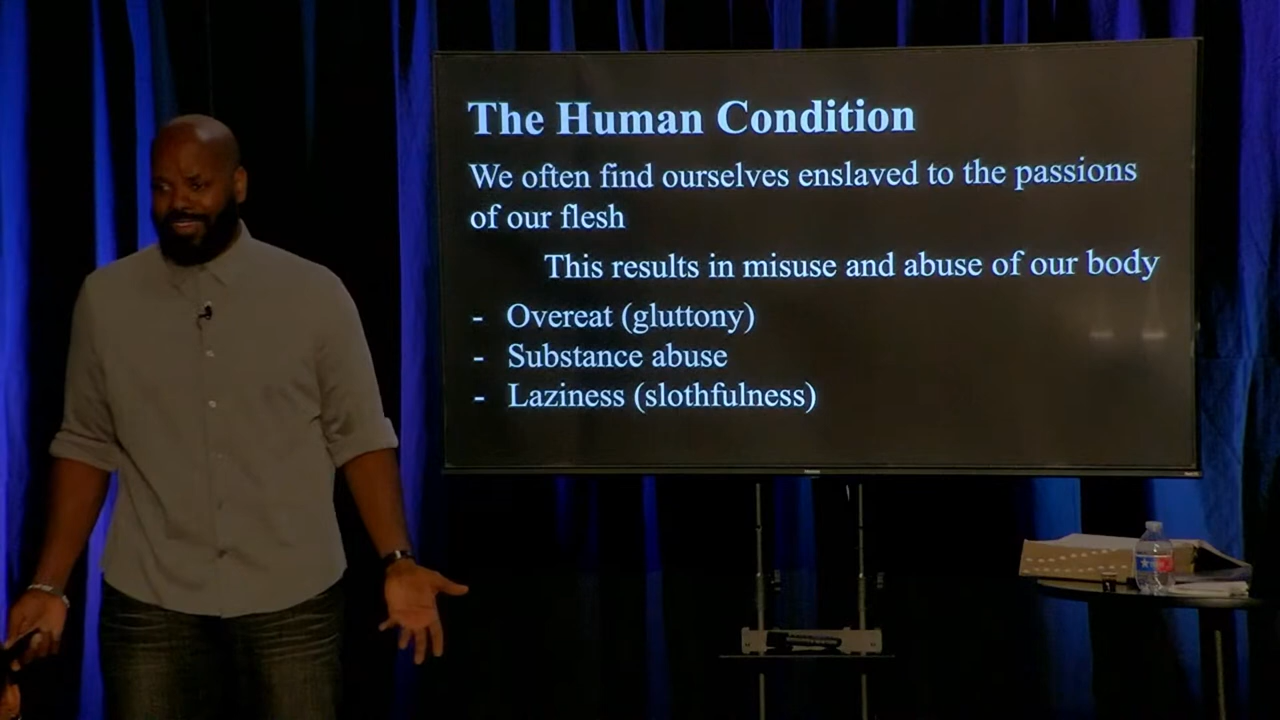 The Human Condition
We often find ourselves enslaved to the passions
of our flesh
This results in misuse and abuse of our body
- Overeat (gluttony)
- Substance abuse
- Laziness (slothfulness)